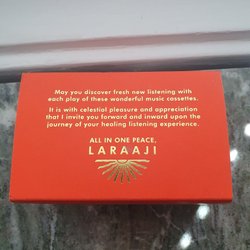 May you discover fresh new listening with
each play of these wonderful music cassettes.
It is with celestial pleasure and appreciation
that I invite you forward and inward upon the
journey of your healing listening experience.
ALL IN ONE PEACE,
LARAAJI